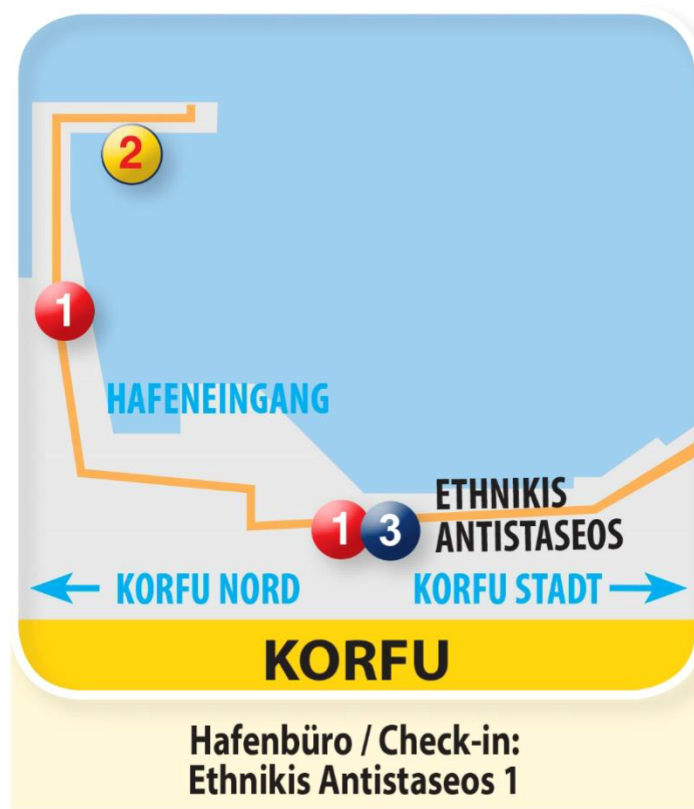 2
1
HAFENEINGANG
ETHNIKIS
1 3 ANTISTASEOS
KORFU NORD KORFU STADT
KORFU
Hafenbüro / Check-in:
Ethnikis Antistaseos 1